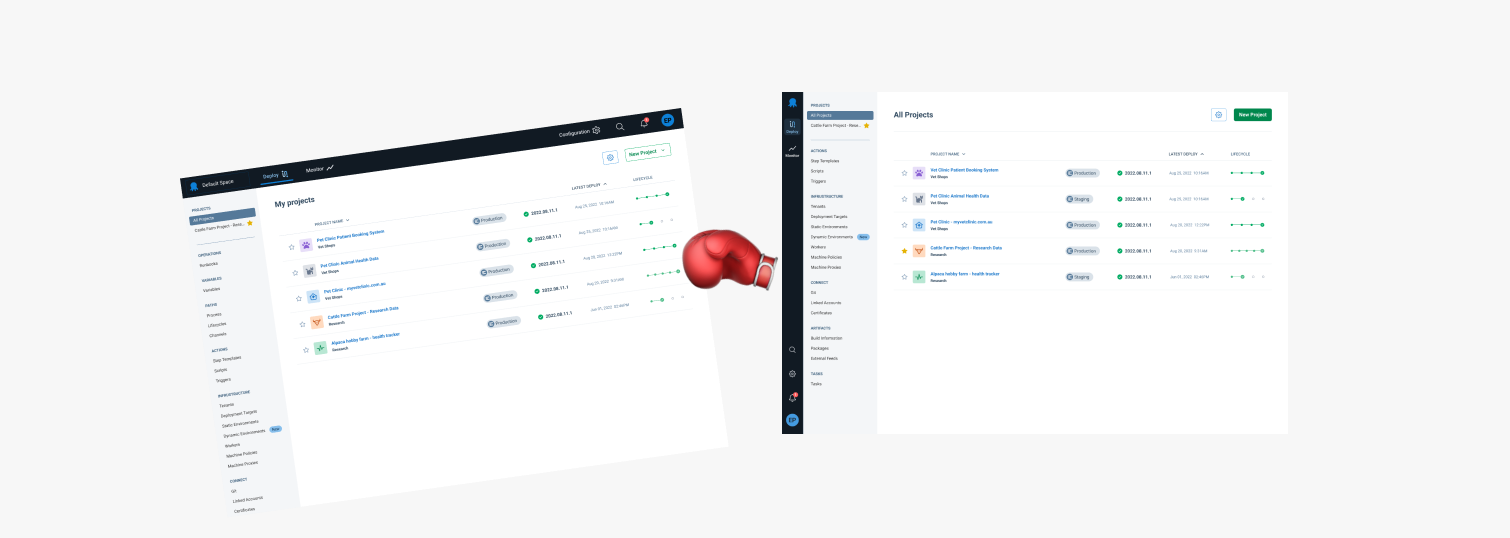 Default Space
Deploy
Monitor
Configuration
EP
PROJECTS
All Projects
Cattle Farm Project - Rese...
OPERATIONS
Runbooks
VARIABLES
Variables
PATHS
Process
Lifecycles
Channels
ACTIONS
Step Templates
Scripts
Triggers
INFRASTRUCTURE
Tenants
Deployment Targets
Static Environments
Dynamic Environments New
Workers
Machine Policies
Machine Proxies
CONNECT
Git
Linked Accounts
Certificates
My projects
New Project
PROJECT NAME
LATEST DEPLOY
LIFECYCLE
Pet Clinic Patient Booking System
Vet Shops
Production
2022.08.11.1
Aug 20, 2022 10:16AM
Pet Clinic Animal Health Data
Vet Shops
Production
2022.08.11.1
Aug 20, 2022 10:16AM
Pet Clinic - myvetclinic.com.au
Vet Shops
Production
2022.08.11.1
Aug 20, 2022 12:22PM
Cattle Farm Project - Research Data
Research
Production
2022.08.11.1
Aug 20, 2022 9:31AM
Alpaca hobby farm - health tracker
Research
Production
2022.08.11.1
Jun 01, 2022 02:46PM
Deploy
Monitor
EP
PROJECTS
All Projects
Cattle Farm Project - Rese...
ACTIONS
Step Templates
Scripts
Triggers
INFRASTRUCTURE
Tenants
Deployment Targets
Static Environments
Dynamic Environments New
Workers
Machine Policies
Machine Proxies
CONNECT
Git
Linked Accounts
Certificates
ARTIFACTS
Build Information
Packages
External Feeds
TASKS
Tasks
All Projects
New Project
PROJECT NAME
LATEST DEPLOY
LIFECYCLE
Vet Clinic Patient Booking System
Vet Shops
Production
2022.08.11.1
Aug 20, 2022 10:16AM
Pet Clinic Animal Health Data
Vet Shops
Staging
2022.08.11.1
Aug 20, 2022 10:16AM
Pet Clinic - myvetclinic.com.au
Vet Shops
Production
2022.08.11.1
Aug 20, 2022 12:22PM
Cattle Farm Project - Research Data
Research
Production
2022.08.11.1
Aug 20, 2022 9:31AM
Alpaca hobby farm - health tracker
Research
Staging
2022.08.11.1
Jun 01, 2022 02:46PM